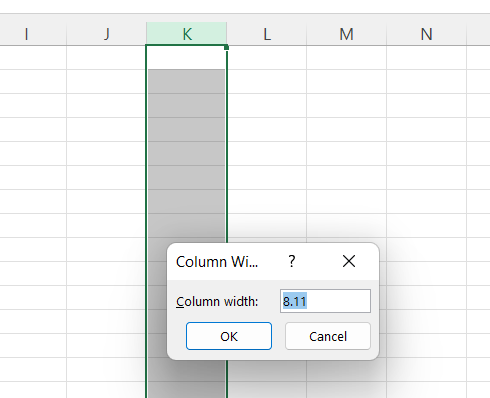 I J K L M N
Column Wi... ?
Column width: 8.11
OK Cancel